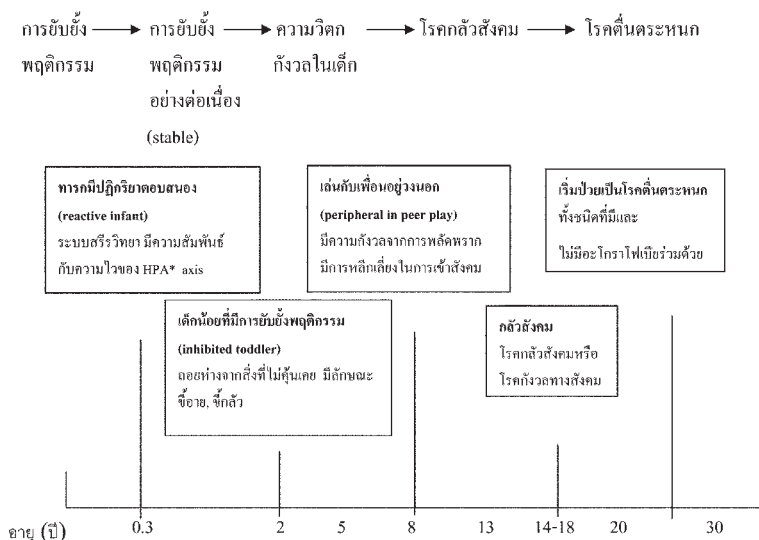 การยับยั้ง
พฤติกรรม
การยับยั้ง
พฤติกรรม
อย่างต่อเนื่อง
(stable)
ความวิตก
กังวลในเด็ก
โรคกลัวสังคม
โรคตื่นตระหนก
ทารกมีปฏิกริยาตอบสนอง
(reactive infant)
ระบบสรีรวิทยา มีความสัมพันธ์
กับความไวของ HPA* axis
เล่นกับเพื่อนอยู่วงนอก
(peripheral in peer play)
มีความกังวลจากการพลัดพราก
มีการหลีกเลี่ยงในการเข้าสังคม
เริ่มป่วยเป็นโรคตื่นตระหนก
ทั้งชนิดที่มีและ
ไม่มีอะโกราโฟเบียร่วมด้วย
เด็กน้อยที่มีการยับยั้งพฤติกรรม
(inhibited toddler)
ถอยห่างจากสิ่งที่ไม่คุ้นเคย มีลักษณะ
ขี้อาย, ขี้กลัว
กลัวสังคม
โรคกลัวสังคมหรือ
โรคกังวลทางสังคม
อายุ (ปี) 0.3 2 5 8 13 14-18 20 30